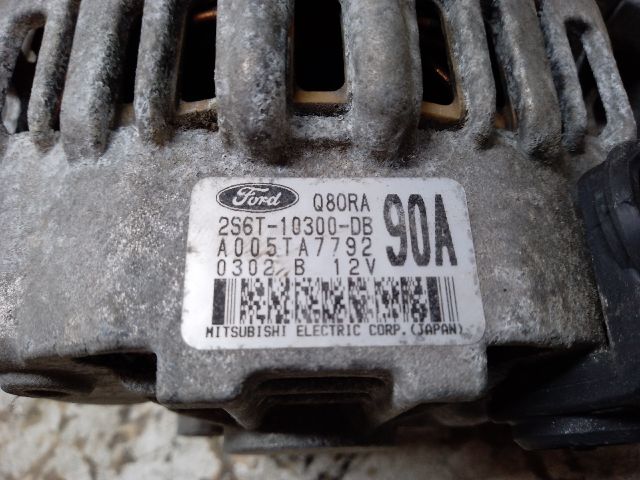 Ford Q80RA
2S6T-10300-DB
90A
A005TA7792
0302 B 12V
MITSUBISHI ELECTRIC CORP.(JAPAN)